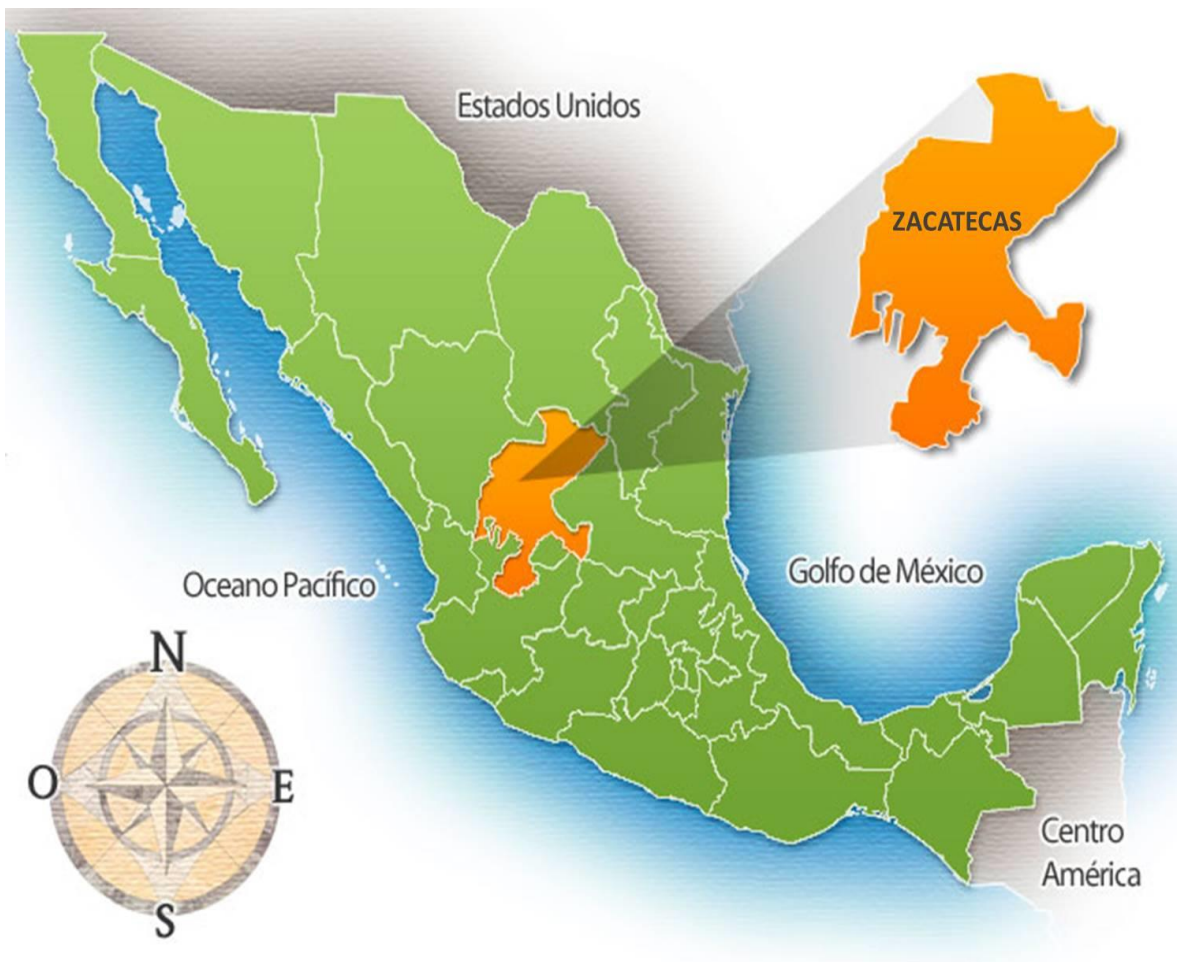 Estados Unidos
ZACATECAS
Golfo de México
Oceano Pacífico
N
O
E
S
Centro
América